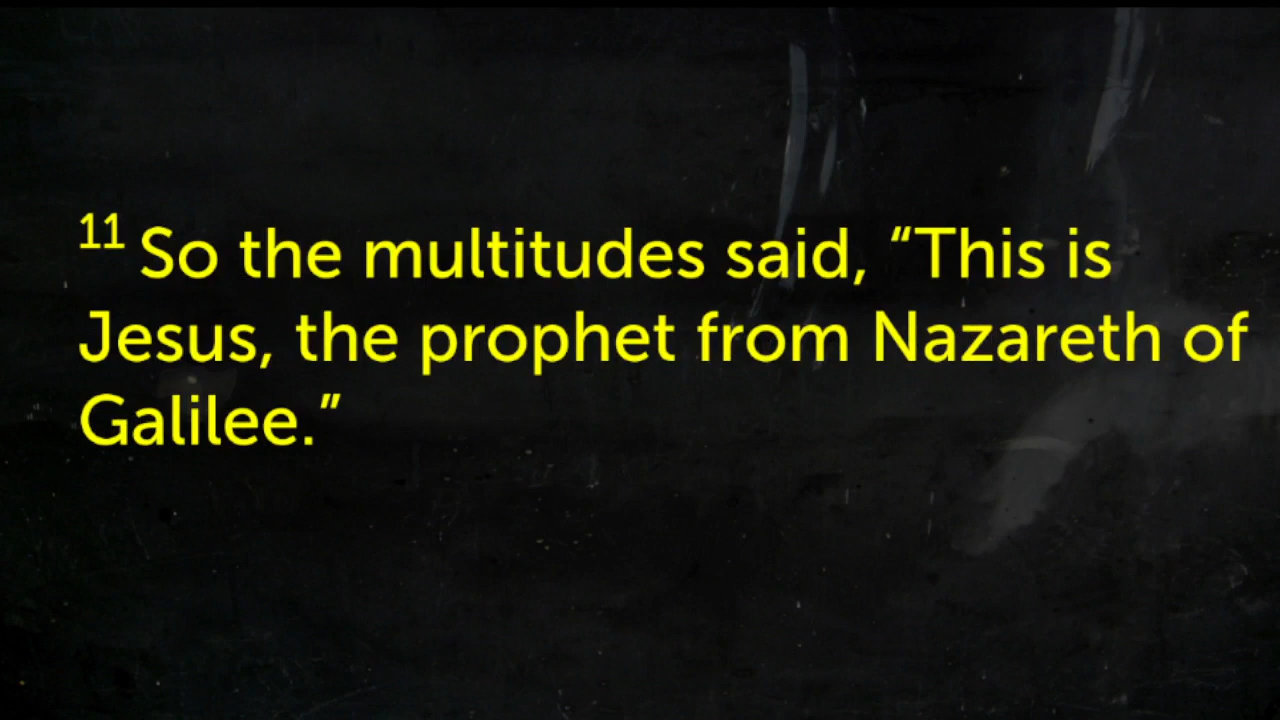 11 So the multitudes said, “This is
Jesus, the prophet from Nazareth of
Galilee.”